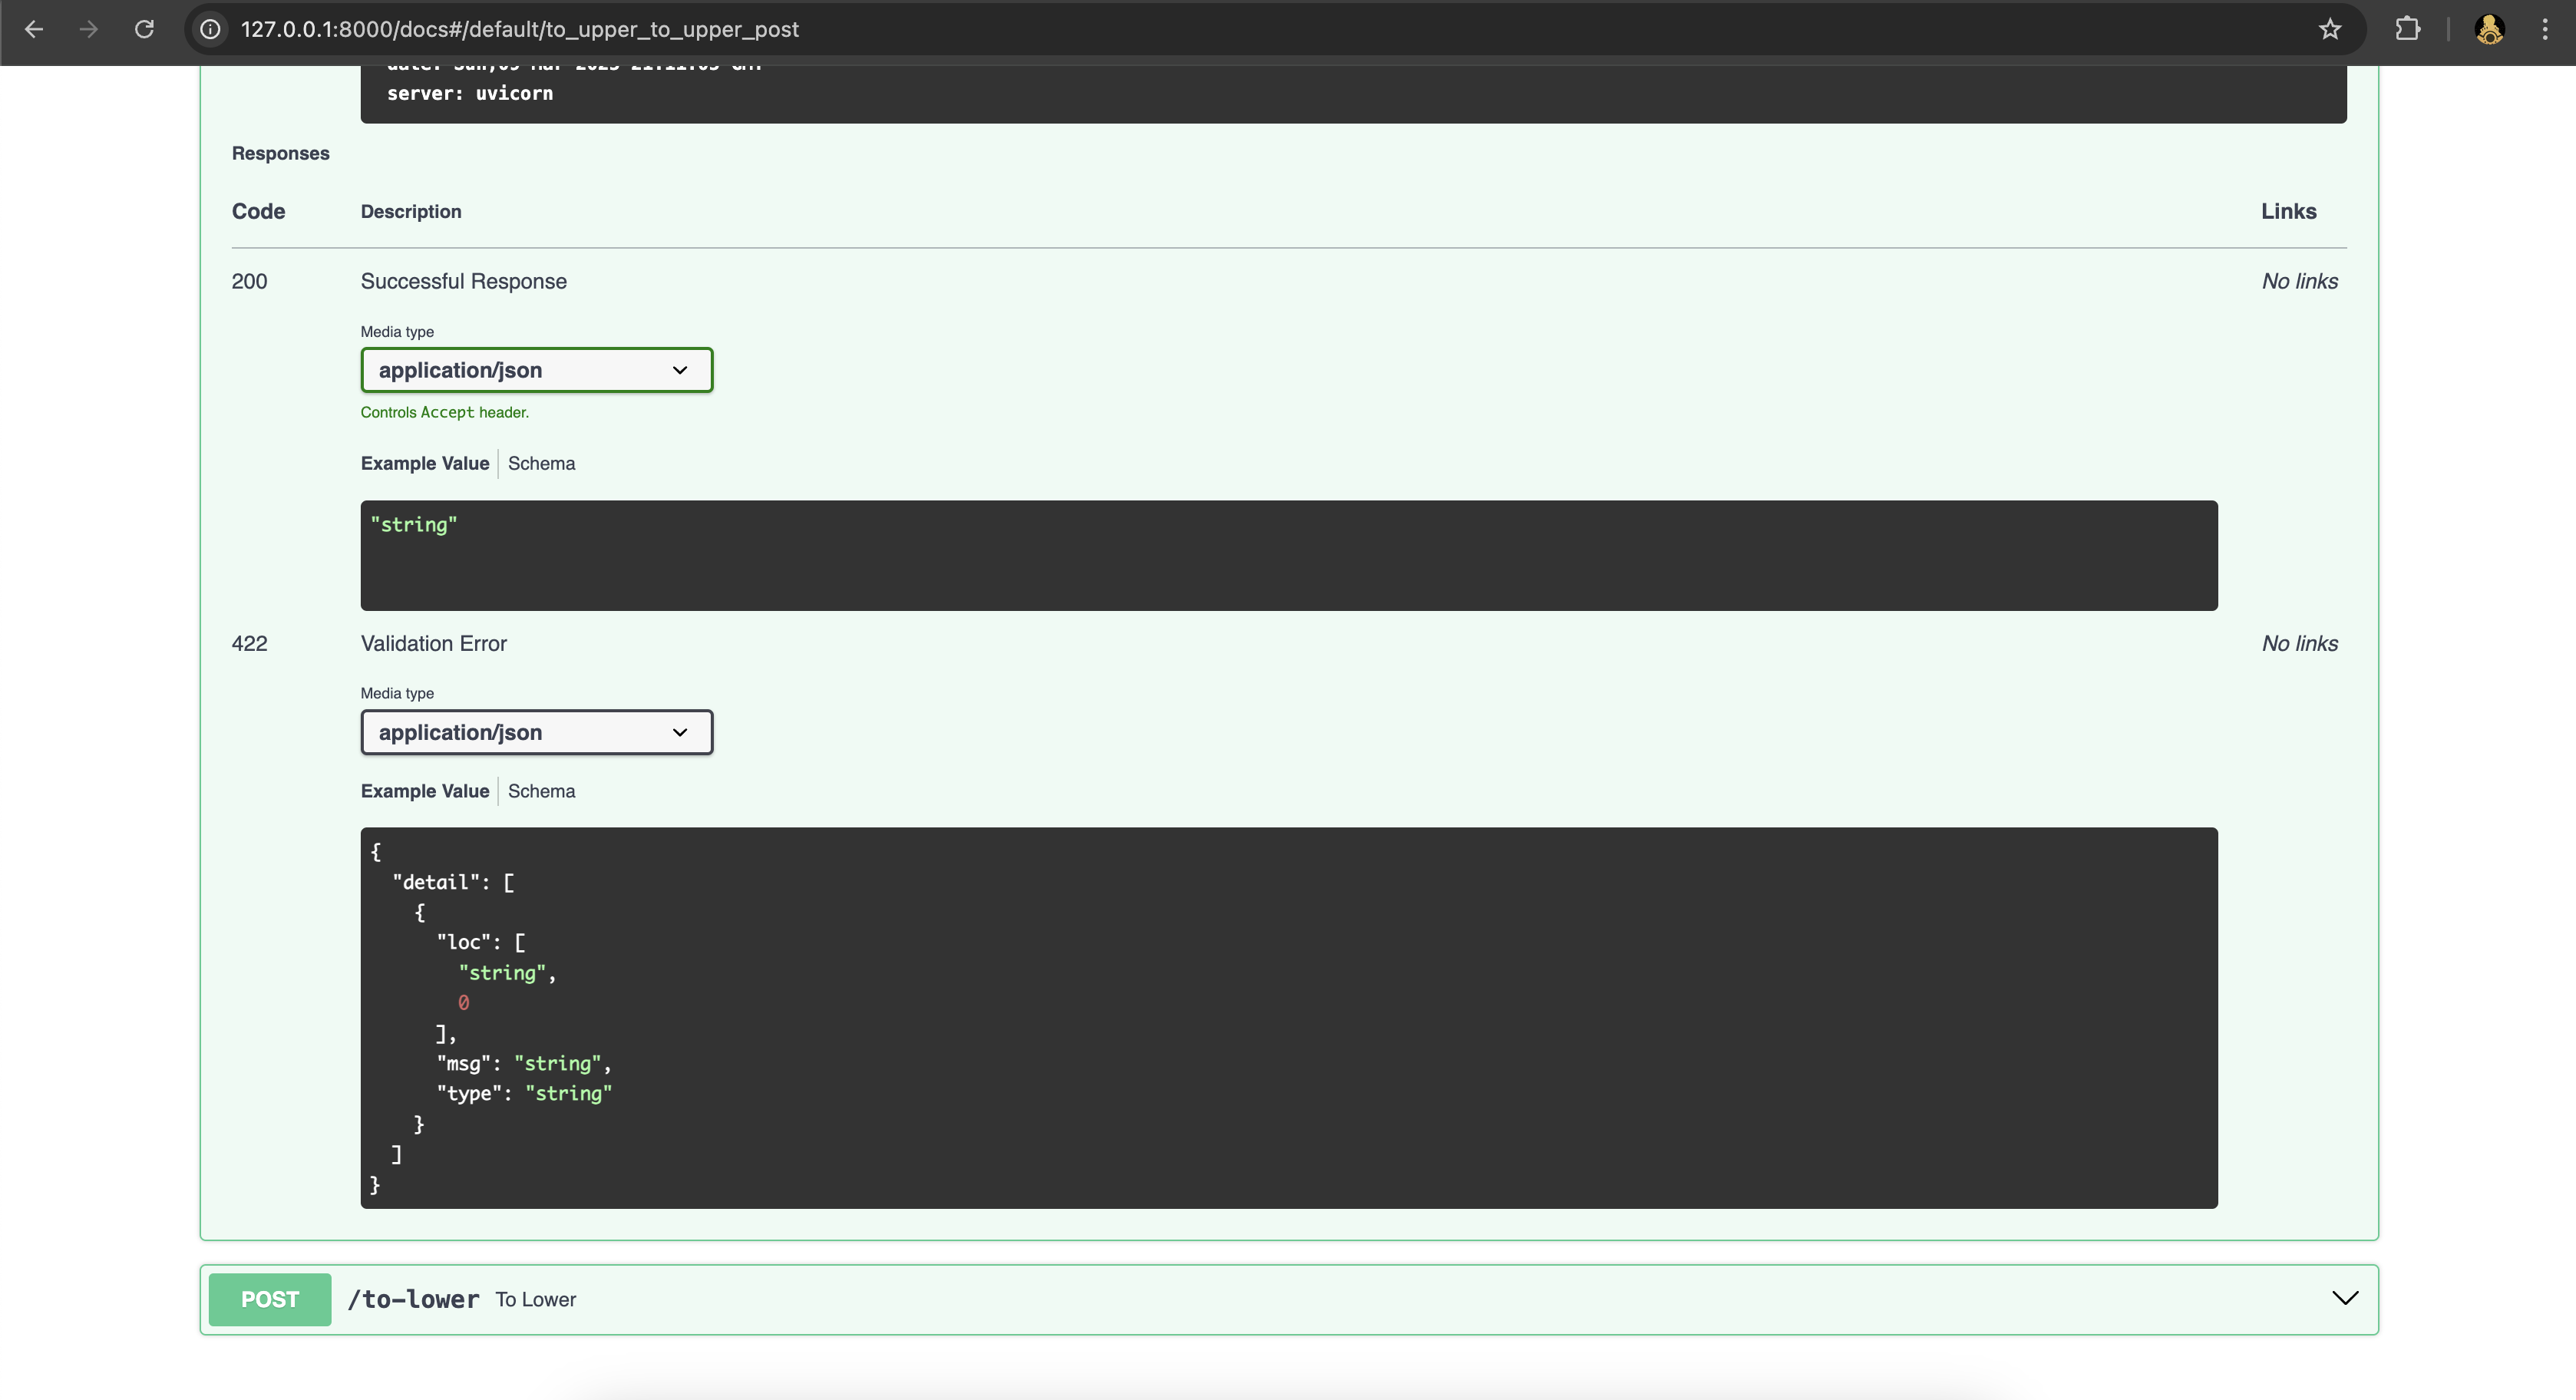 127.0.0.1:8000/docs#/default/to_upper_to_upper_post
server: uvicorn
Responses
Code Description Links
200 Successful Response No links
Media type
application/json
Controls Accept header.
Example Value Schema
"string"
422 Validation Error No links
Media type
application/json
Example Value Schema
{
"detail": [
{
"loc": [
"string",
0
],
"msg": "string",
"type": "string"
}
]
}
POST /to-lower To Lower